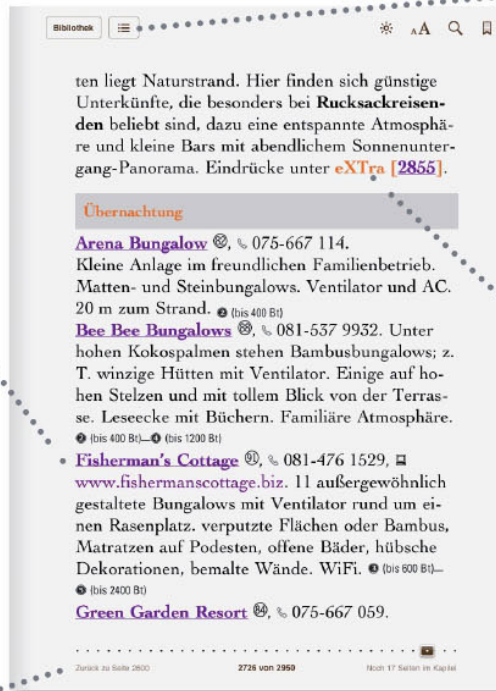 Bibliothek
AA
ten liegt Naturstrand. Hier finden sich günstige
Unterkünfte, die besonders bei Rucksackreisen-
den beliebt sind, dazu eine entspannte Atmosphä-
re und kleine Bars mit abendlichem Sonnenunter-
gang-Panorama. Eindrücke unter eXTra [2855].
Übernachtung
Arena Bungalow, 075-667 114.
Kleine Anlage im freundlichen Familienbetrieb.
Matten- und Steinbungalows. Ventilator und AC.
20 m zum Strand. ❷ (bis 400 Bt)
Bee Bee Bungalows, 081-537 9932. Unter
hohen Kokospalmen stehen Bambusbungalows; z.
T. winzige Hütten mit Ventilator. Einige auf ho-
hen Stelzen und mit tollem Blick von der Terras-
se. Leseecke mit Büchern. Familiäre Atmosphäre.
❷ (bis 400 Bt)–❹ (bis 1200 Bt)
Fisherman's Cottage 91, 081-476 1529,
www.fishermanscottage.biz. 11 außergewöhnlich
gestaltete Bungalows mit Ventilator rund um ei-
nen Rasenplatz. verputzte Flächen oder Bambus,
Matratzen auf Podesten, offene Bäder, hübsche
Dekorationen, bemalte Wände. WiFi. (bis 600 Bt)–
(bis 2400 Bt)
Green Garden Resort 84, 075-667 059.
Zurück zu Seite 2600
2726 von 2950
Noch 17 Seiten im Kapitel